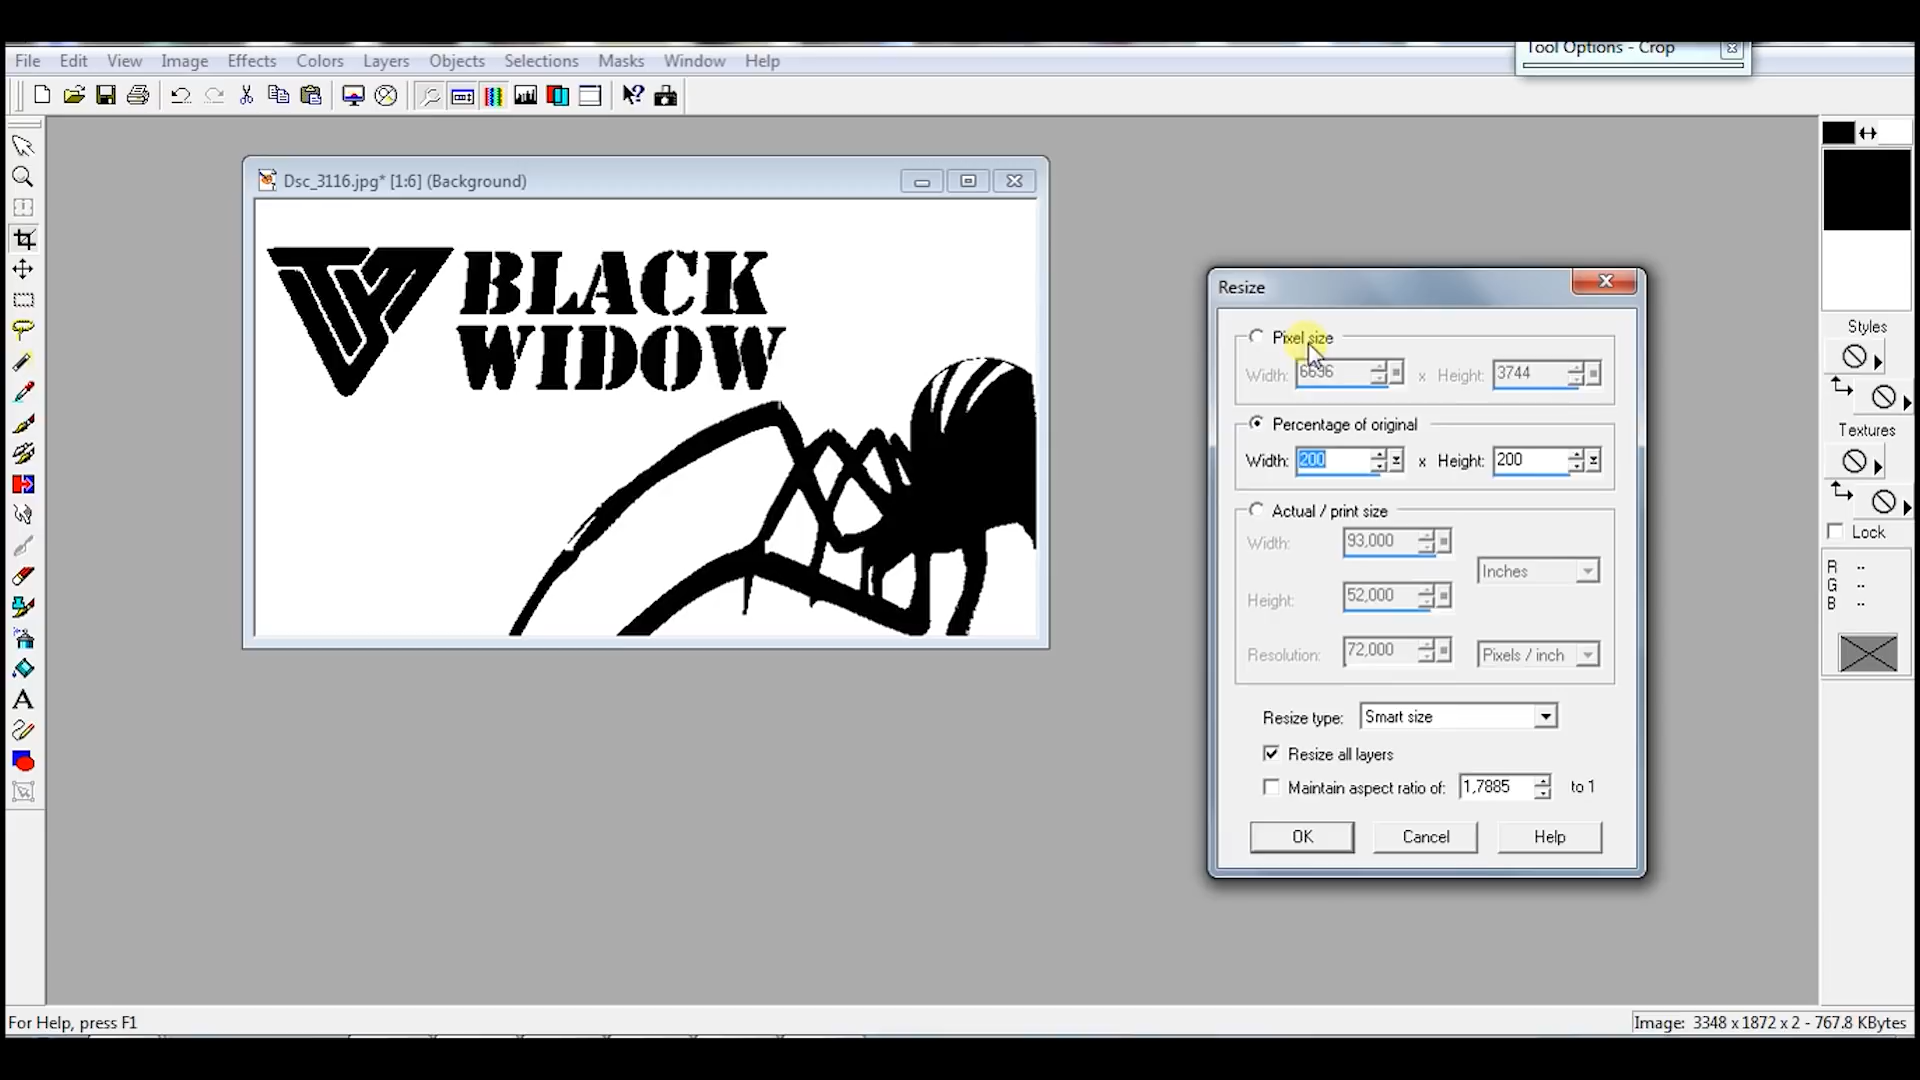 Tool Options - Crop
File Edit View Image Effects Colors Layers Objects Selections Masks Window Help
Dsc_3116.jpg* [1:6] (Background)
BLACK
WIDOW
Resize
Pixel size
Width: 6696 x Height: 3744
Percentage of original
Width: 200 x Height: 200
Actual / print size
Width: 93,000
Inches
Height: 52,000
Resolution: 72,000 Pixels / inch
Resize type: Smart size
Resize all layers
Maintain aspect ratio of: 1,7885 to 1
OK Cancel Help
Styles
Textures
Lock
R --
G --
B --
A
For Help, press F1
Image: 3348 x 1872 x 2 - 767.8 KBytes